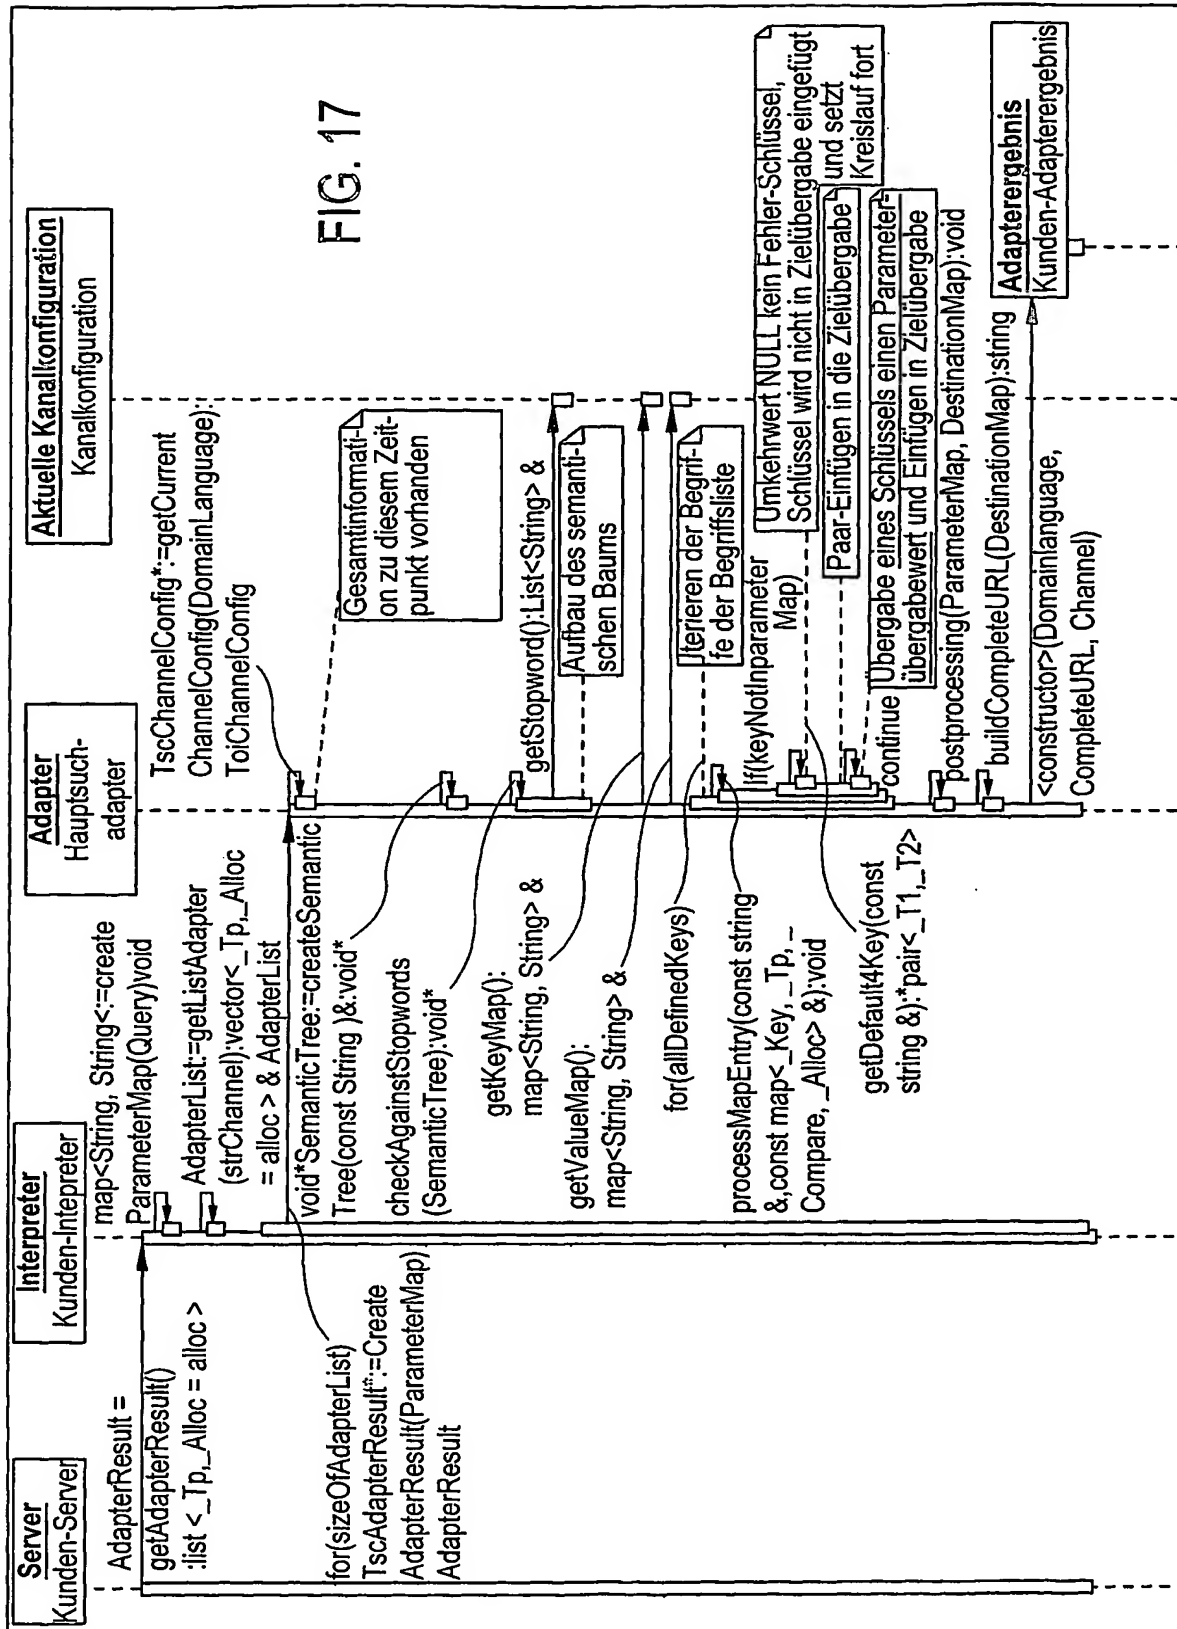 Server
Kunden-Server
Interpreter
Kunden-Intepreter
Adapter
Hauptsuch-
adapter
Aktuelle Kanalkonfiguration
Kanalkonfiguration
FIG. 17
AdapterResult =
getAdapterResult()
:list <_Tp,_Alloc = alloc >
map<String, String<:=create
ParameterMap(Query)void
AdapterList:=getListAdapter
(strChannel):vector<_Tp,_Alloc
= alloc > & AdapterList
for(sizeOfAdapterList)
TscAdapterResult*:=Create
AdapterResult(ParameterMap)
AdapterResult
TscChannelConfig*:=getCurrent
ChannelConfig(DomainLanguage):
ToiChannelConfig
Gesamtinformati-
on zu diesem Zeit-
punkt vorhanden
void*SemanticTree:=createSemantic
Tree(const String )&:void*
checkAgainstStopwords
(SemanticTree):void*
getStopword():List<String> &
Aufbau des semanti-
schen Baums
getKeyMap():
map<String, String> &
getValueMap():
map<String, String> &
Iterieren der Begrif-
fe der Begriffsliste
for(allDefinedKeys)
processMapEntry(const string
&,const map<_Key,_Tp,_
Compare,_Alloc> &):void
If(keyNotInparameter
Map)
Umkehrwert NULL kein Fehler-Schlüssel,
Schlüssel wird nicht in Zielübergabe eingefügt
und setzt
Kreislauf fort
getDefault4Key(const
string &):*pair<_T1,_T2>
Paar-Einfügen in die Zielübergabe
continue
Übergabe eines Schlüssels einen Parameter-
übergabewert und Einfügen in Zielübergabe
postprocessing(ParameterMap, DestinationMap):void
buildCompleteURL(DestinationMap):string
<constructor>(Domainlanguage,
CompleteURL, Channel)
Adapterergebnis
Kunden-Adapterergebnis